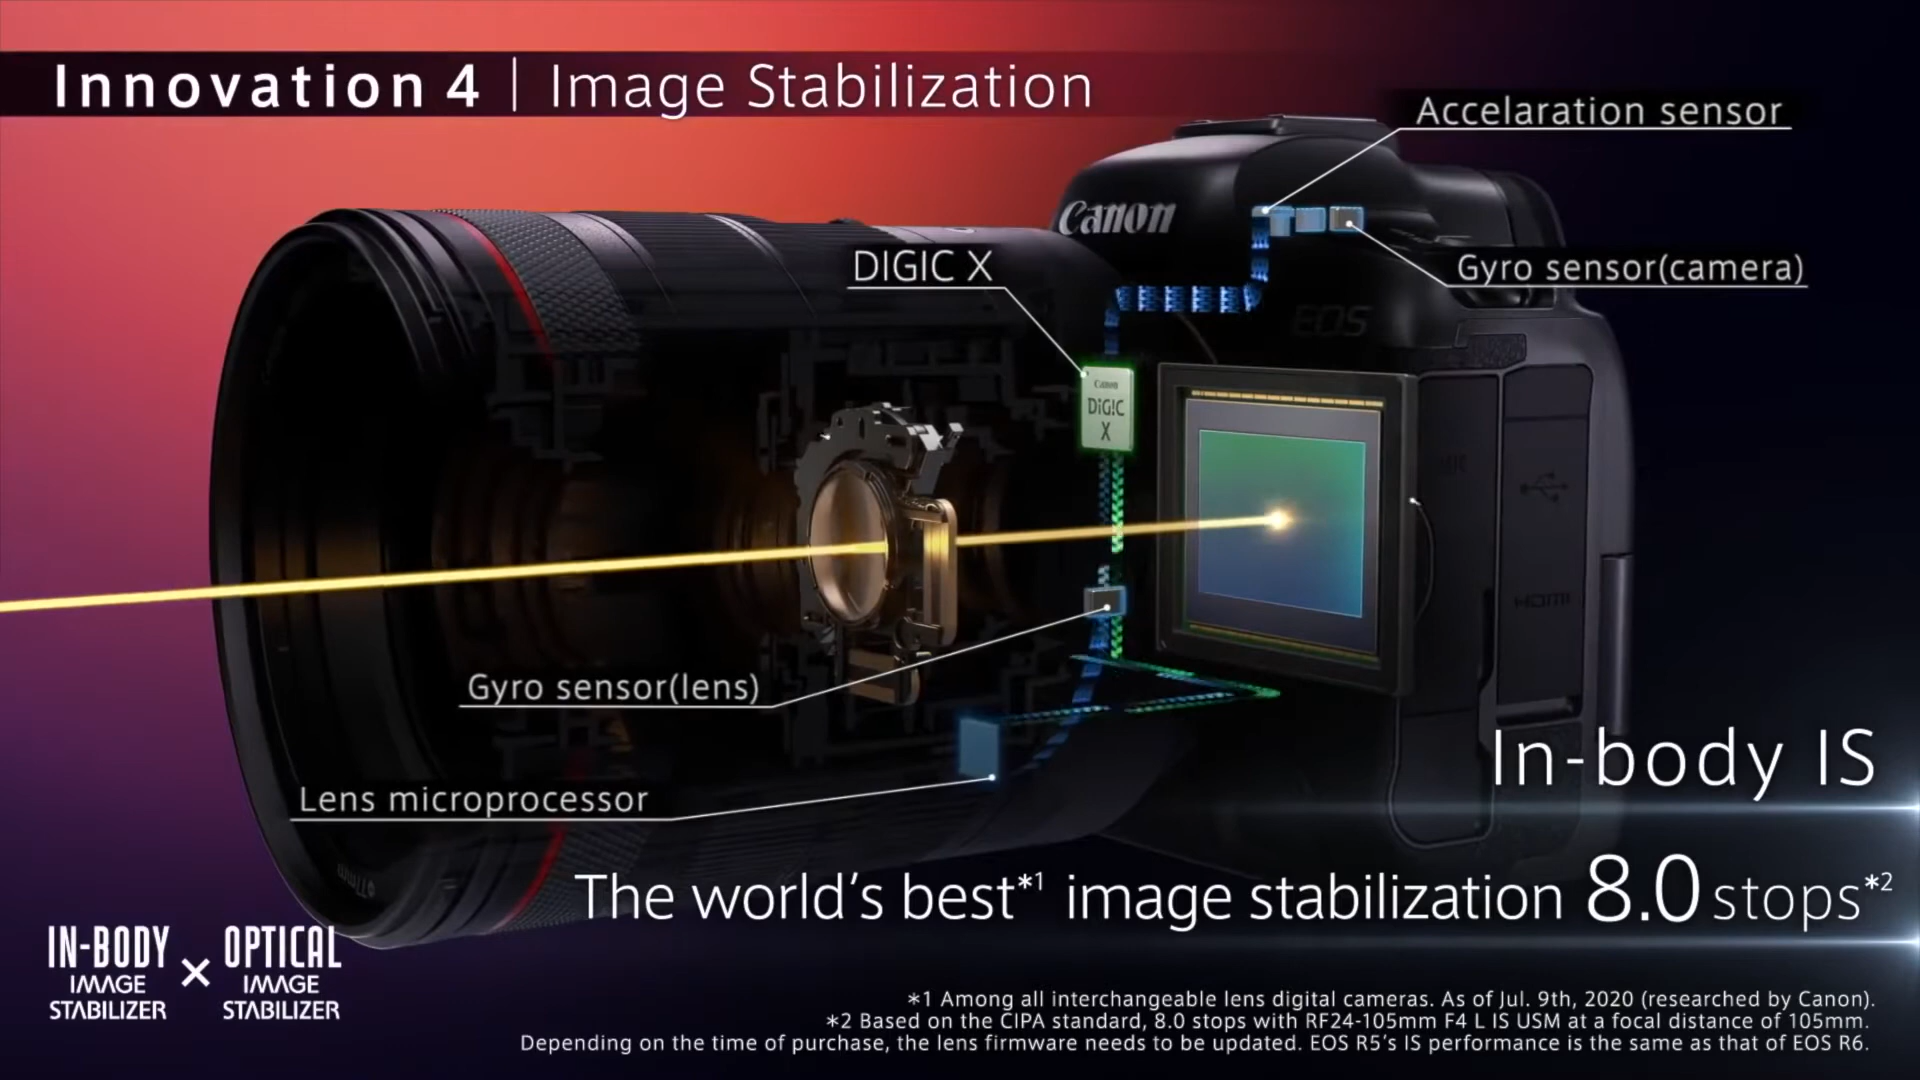 Innovation 4 | Image Stabilization
Accelaration sensor
Canon
DIGIC X
Gyro sensor(camera)
EOS
Canon
DiG!C
X
MIC
HDMI
Gyro sensor(lens)
In-body IS
Lens microprocessor
ø77mm
The world's best*1 image stabilization 8.0 stops*2
IN-BODY × OPTICAL
IMAGE IMAGE
STABILIZER STABILIZER
*1 Among all interchangeable lens digital cameras. As of Jul. 9th, 2020 (researched by Canon).
*2 Based on the CIPA standard, 8.0 stops with RF24-105mm F4 L IS USM at a focal distance of 105mm.
Depending on the time of purchase, the lens firmware needs to be updated. EOS R5's IS performance is the same as that of EOS R6.